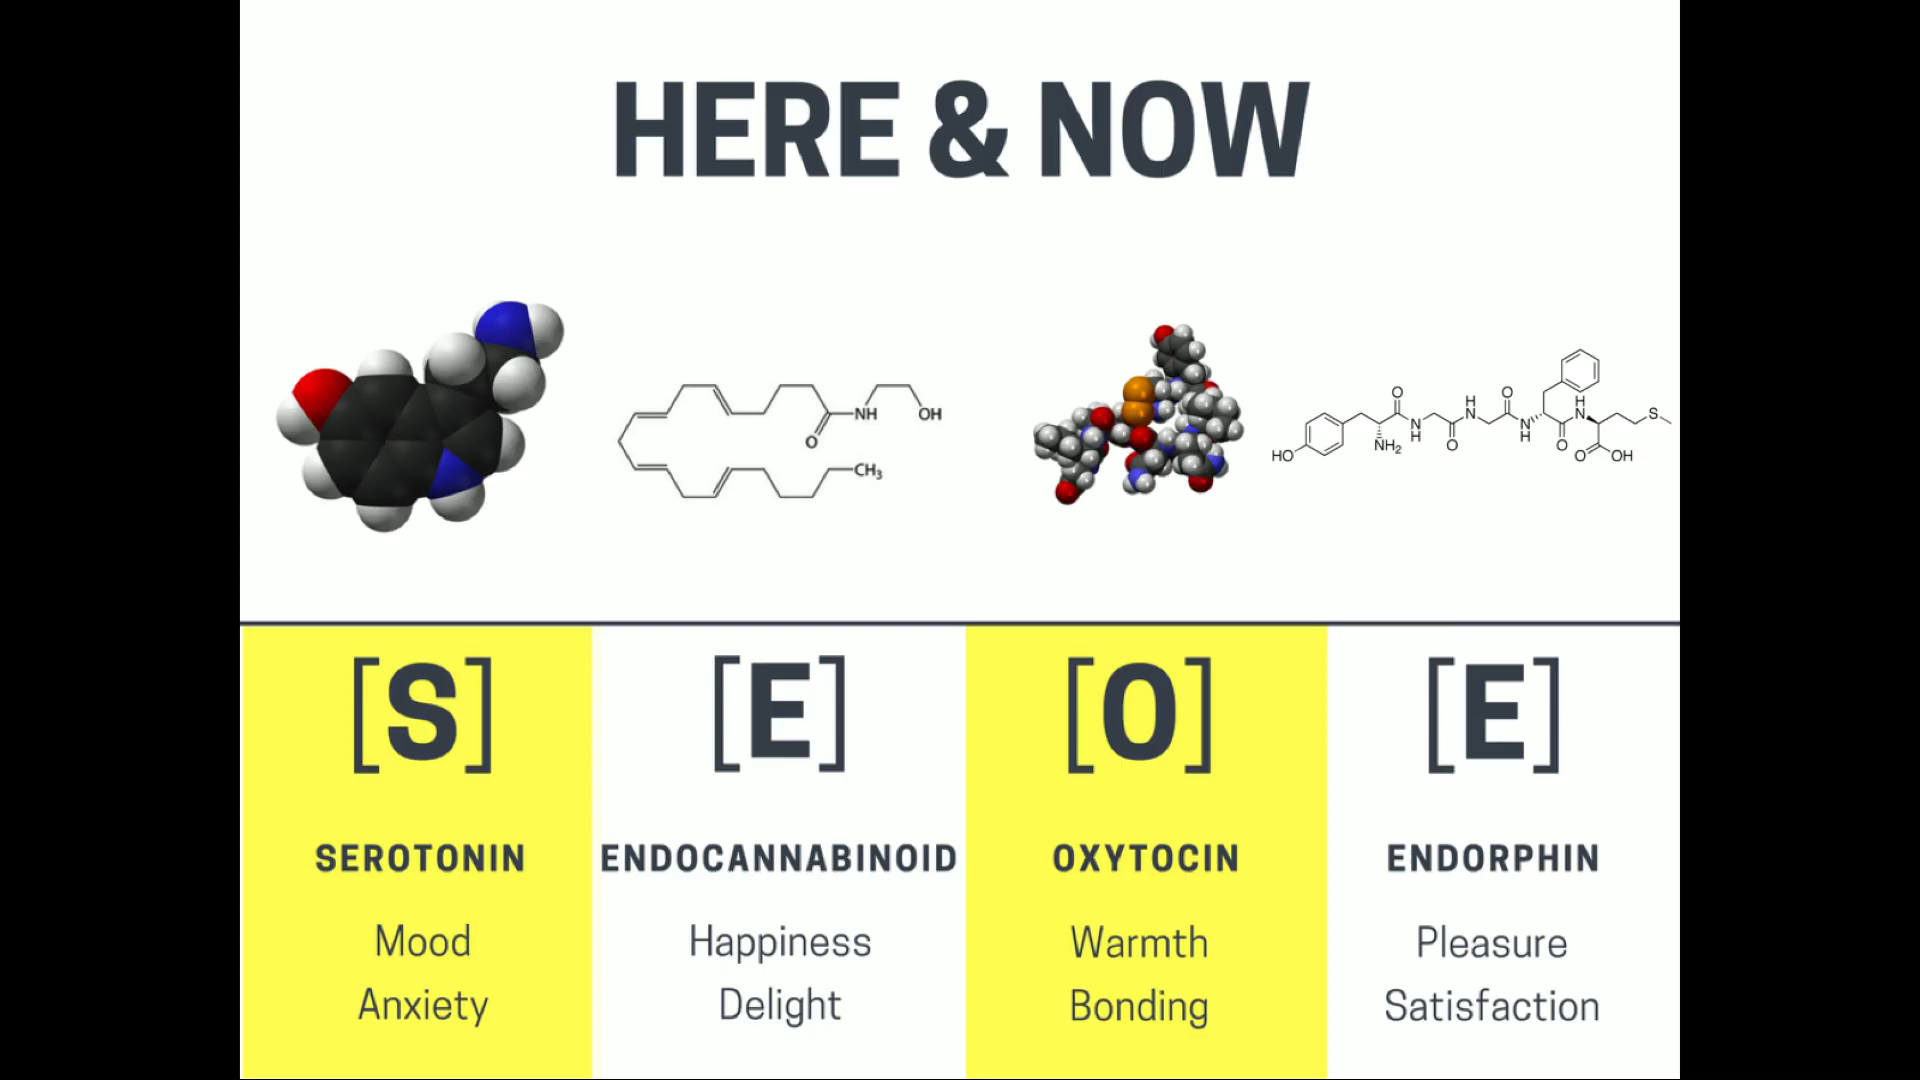 HERE & NOW
NH
OH
O
CH3
O
H
N
O
N
H
O
N
H
O
N
H
O
S
HO
NH2
O
OH
[S]
[E]
[O]
[E]
SEROTONIN
ENDOCANNABINOID
OXYTOCIN
ENDORPHIN
Mood
Happiness
Warmth
Pleasure
Anxiety
Delight
Bonding
Satisfaction